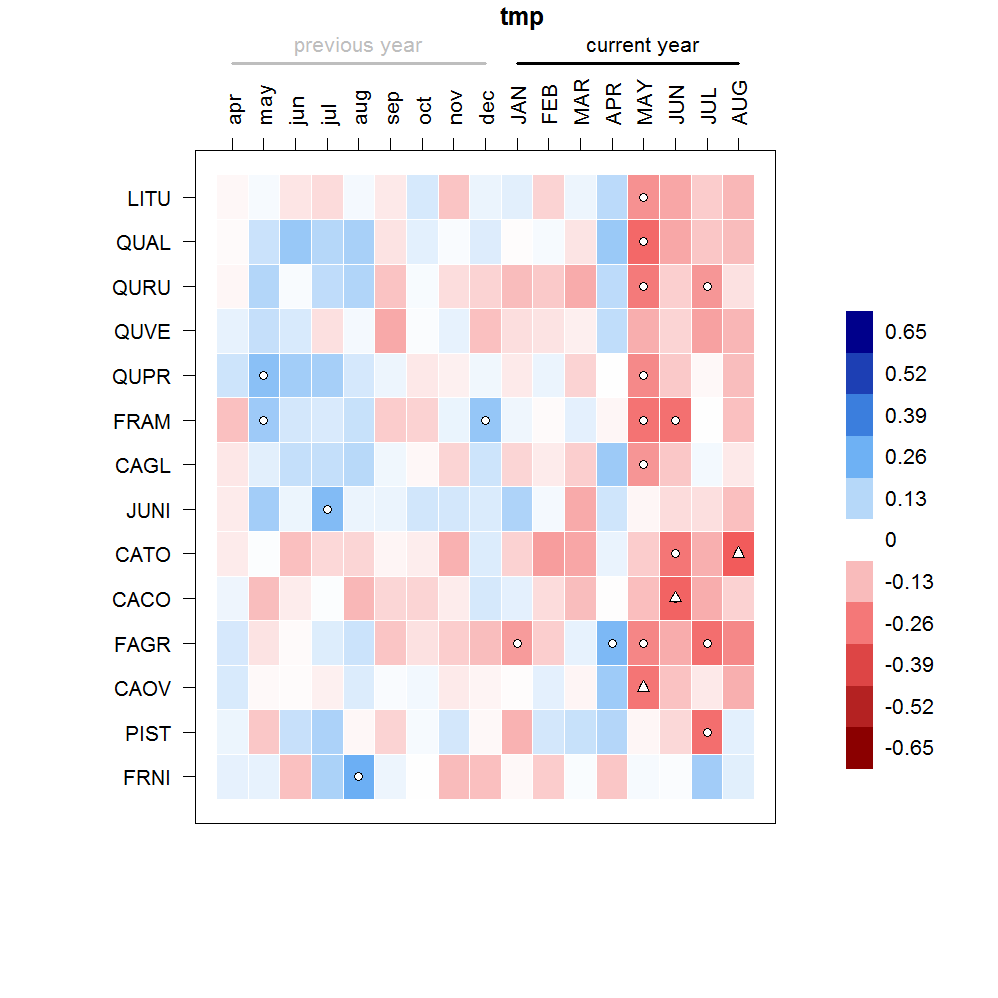 tmp
previous year current year
apr may jun jul aug sep oct nov dec JAN FEB MAR APR MAY JUN JUL AUG
LITU
QUAL
QURU
QUVE
QUPR
FRAM
CAGL
JUNI
CATO
CACO
FAGR
CAOV
PIST
FRNI
0.65
0.52
0.39
0.26
0.13
0
-0.13
-0.26
-0.39
-0.52
-0.65